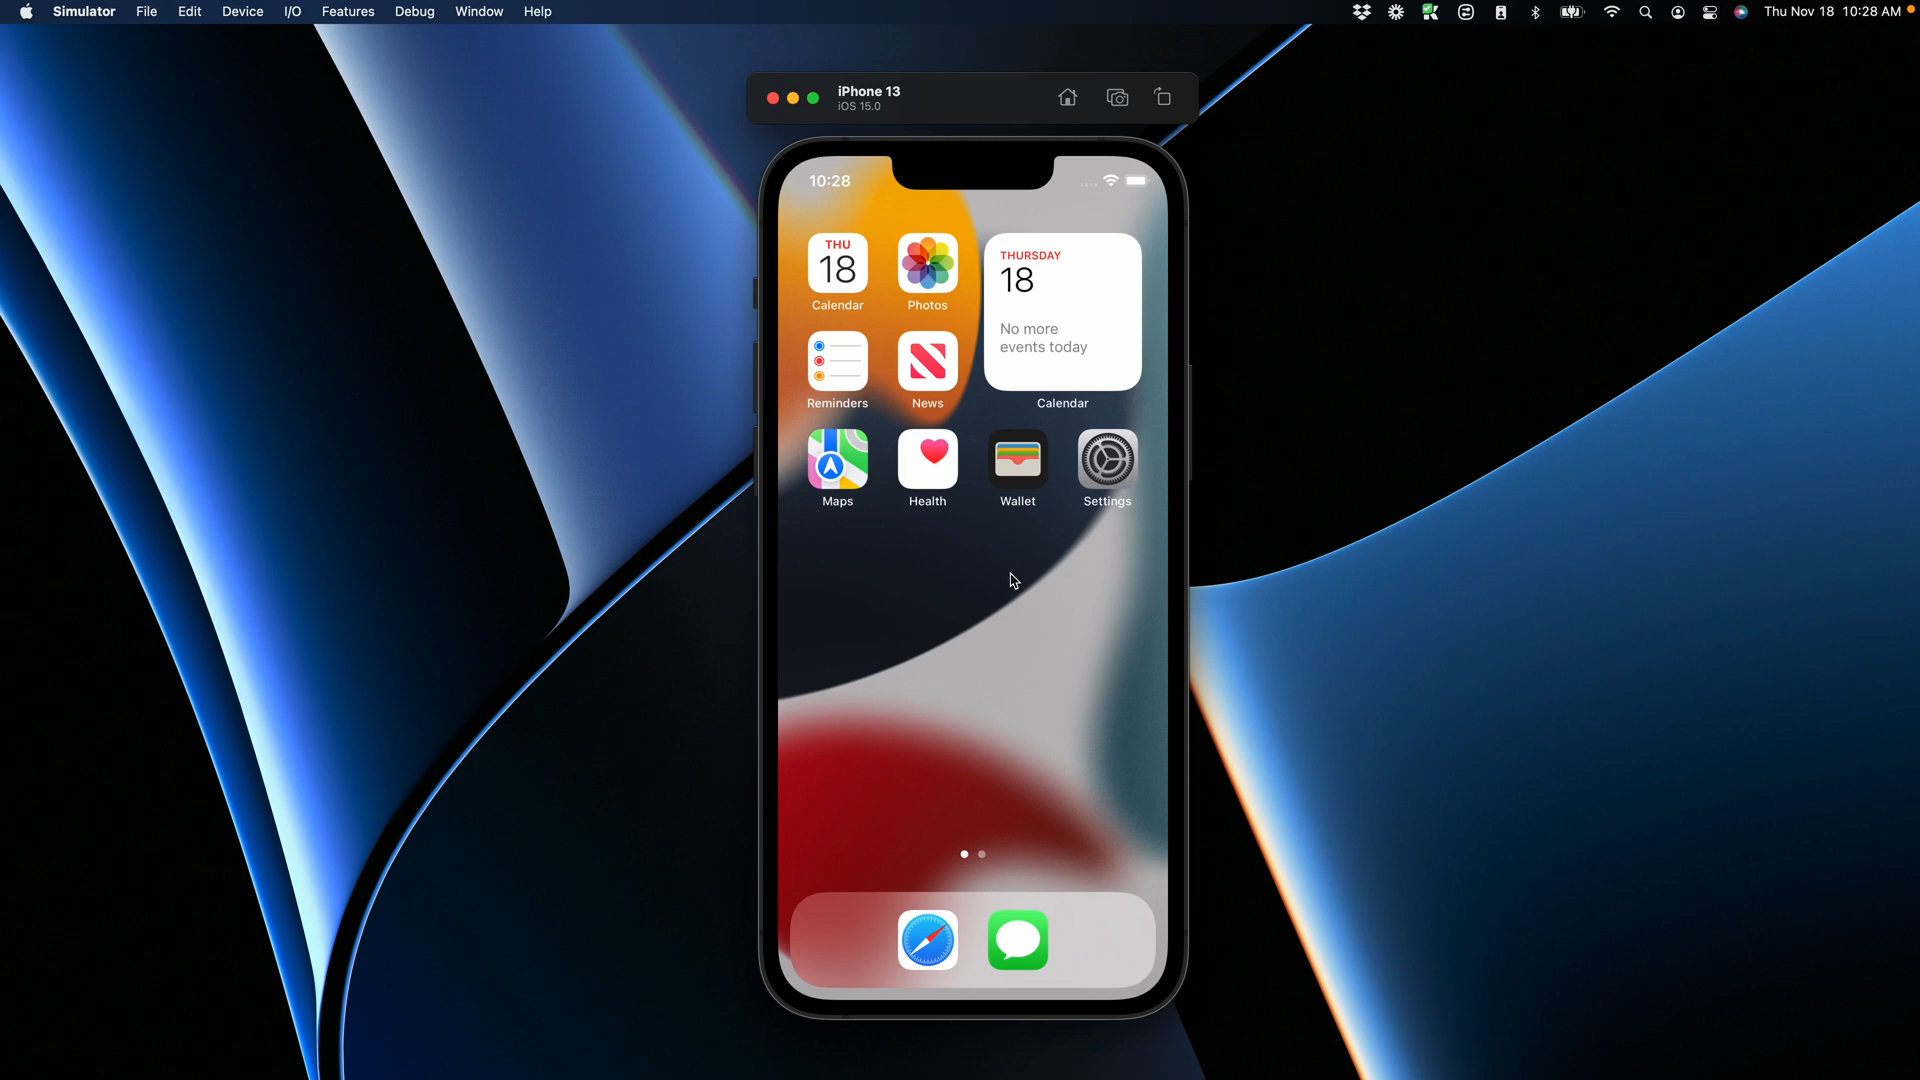 Simulator File Edit Device I/O Features Debug Window Help Thu Nov 18 10:28 AM
iPhone 13
iOS 15.0
10:28
THU
18
Calendar
Photos
THURSDAY
18
No more
events today
Reminders
News
Calendar
Maps
Health
Wallet
Settings